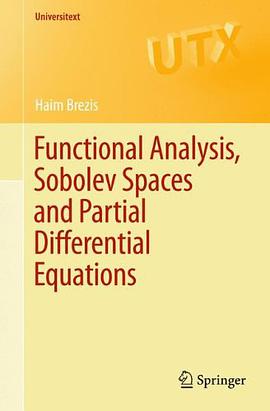 Universitext
UTX
Haim Brezis
Functional Analysis,
Sobolev Spaces
and Partial
Differential
Equations
Springer